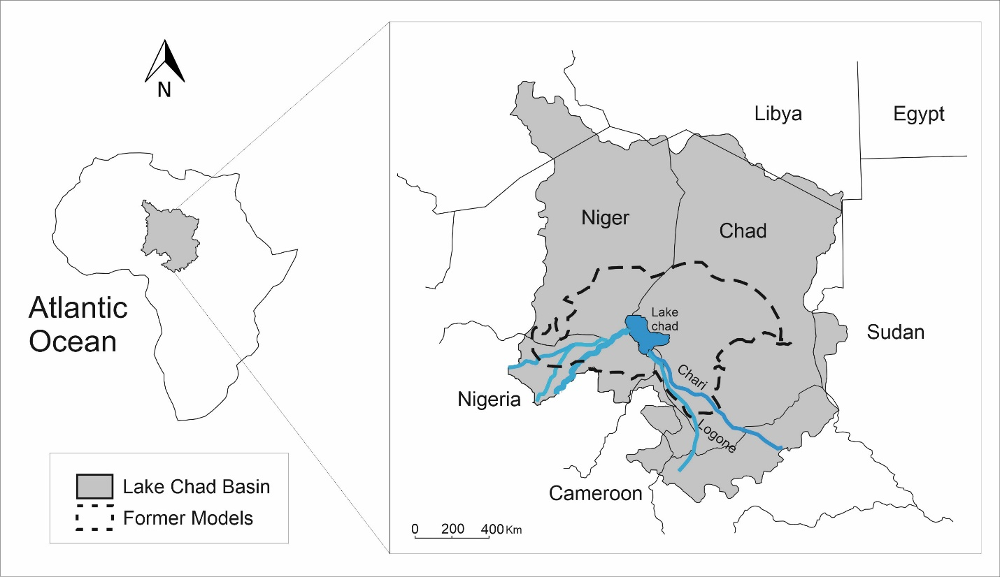 N
Atlantic
Ocean
Lake Chad Basin
Former Models
Libya
Egypt
Niger
Chad
Lake
chad
Sudan
Chari
Nigeria
Logone
Cameroon
0 200 400 Km